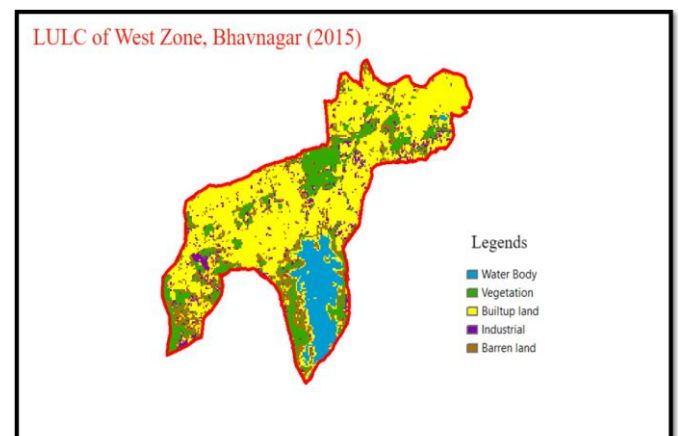 LULC of West Zone, Bhavnagar (2015)
Legends
Water Body
Vegetation
Builtup land
Industrial
Barren land